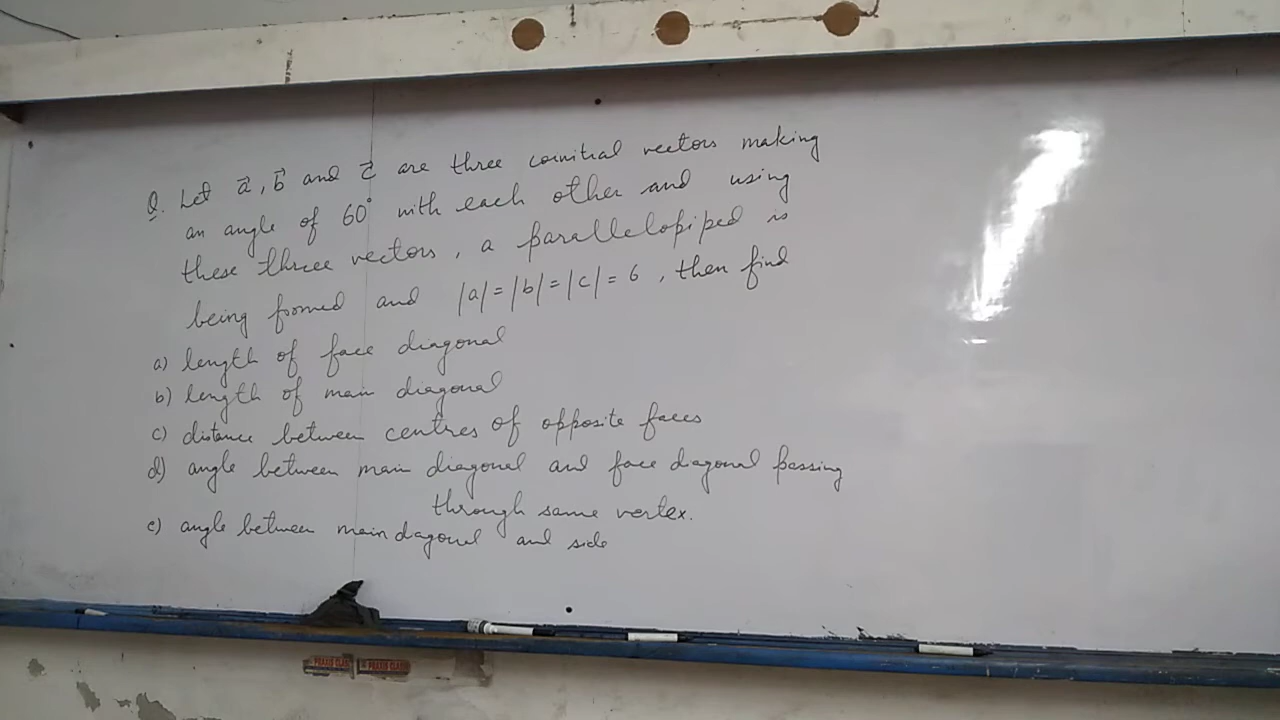 Q. Let a⃗, b⃗ and c⃗ are three coinitial vectors making
an angle of 60° with each other and using
these three vectors, a parallelopiped is
being formed and |a| = |b| = |c| = 6, then find
a) length of face diagonal
b) length of main diagonal
c) distance between centres of opposite faces
d) angle between main diagonal and face diagonal passing
through same vertex.
e) angle between main diagonal and side